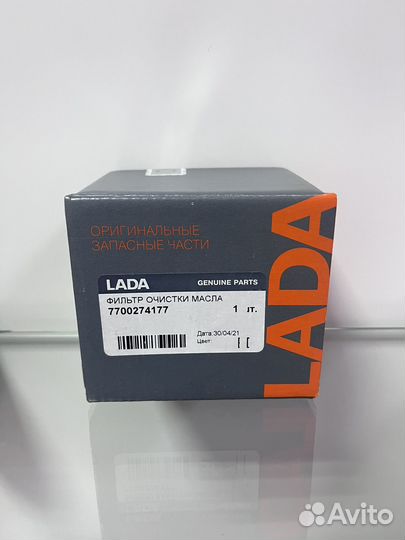 ОРИГИНАЛЬНЫЕ
ЗАПАСНЫЕ ЧАСТИ
LADA GENUINE PARTS
ФИЛЬТР ОЧИСТКИ МАСЛА
7700274177 1 шт.
Дата:30/04/21
Цвет: [ [
LADA
Avito